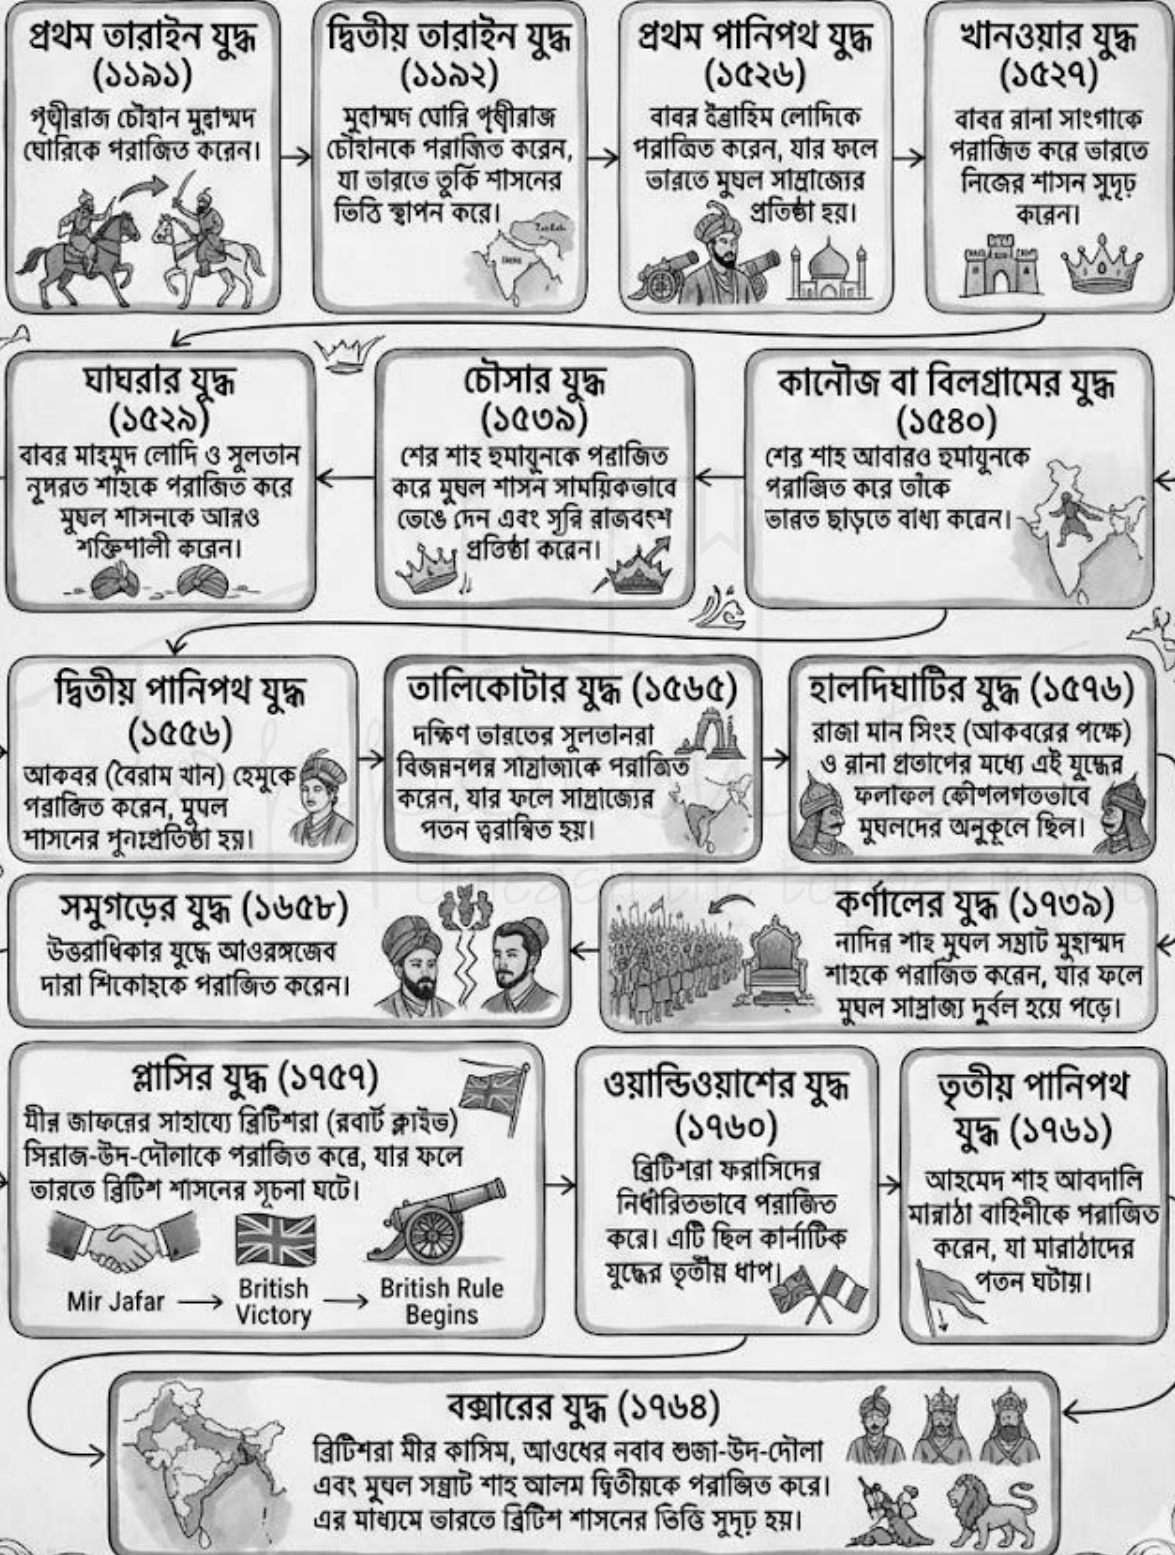 প্রথম তারাইন যুদ্ধ
(১১৯১)
পৃথ্বীরাজ চৌহান মুহাম্মদ
ঘোরিকে পরাজিত করেন।
দ্বিতীয় তারাইন যুদ্ধ
(১১৯২)
মুহাম্মদ ঘোরি পৃথ্বীরাজ
চৌহানকে পরাজিত করেন,
যা ভারতে তুর্কি শাসনের
ভিত্তি স্থাপন করে।
INDIA
প্রথম পানিপথ যুদ্ধ
(১৫২৬)
বাবর ইব্রাহিম লোদিকে
পরাজিত করেন, যার ফলে
ভারতে মুঘল সাম্রাজ্যের
প্রতিষ্ঠা হয়।
খানওয়ার যুদ্ধ
(১৫২৭)
বাবর রানা সাংগাকে
পরাজিত করে ভারতে
নিজের শাসন সুদৃঢ়
করেন।
ঘাঘরার যুদ্ধ
(১৫২৯)
বাবর মাহমুদ লোদি ও সুলতান
শাহকে পরাজিত করে
মুঘল শাসনকে আরও
শক্তিশালী করেন।
চৌসার যুদ্ধ
(১৫৩৯)
শের শাহ হুমায়ূনকে পরাজিত
করে মুঘল শাসন সাময়িকভাবে
ভেঙে দেন এবং সূরি রাজবংশ
প্রতিষ্ঠা করেন।
কানৌজ বা বিলগ্রামের যুদ্ধ
(১৫৪০)
শের শাহ আবারও হুমায়ূনকে
পরাজিত করে তাঁকে
ভারত ছাড়তে বাধ্য করেন।
দ্বিতীয় পানিপথ যুদ্ধ
(১৫৫৬)
আকবর (বৈরাম খান) হেমুকে
পরাজিত করেন, মুঘল
শাসনের পুনঃপ্রতিষ্ঠা হয়।
তালিকোটার যুদ্ধ (১৫৬৫)
দক্ষিণ ভারতের সুলতানরা
সাম্রাজ্যকে পরাজিত
করেন, যার ফলে সাম্রাজ্যের
পতন ত্বরান্বিত হয়।
হালদিঘাটির যুদ্ধ (১৫৭৬)
রাজা মান সিংহ (আকবরের পক্ষে)
ও রানা প্রতাপের মধ্যে এই যুদ্ধের
ফলাফল কৌশলগতভাবে
মুঘলদের অনুকূলে ছিল।
সমুগড়ের যুদ্ধ (১৬৫৮)
উত্তরাধিকার যুদ্ধে আওরঙ্গজেব
দারা শিকোহকে পরাজিত করেন।
কর্ণালের যুদ্ধ (১৭৩৯)
নাদির শাহ মুঘল সম্রাট মুহাম্মদ
শাহকে পরাজিত করেন, যার ফলে
মুঘল সাম্রাজ্য দুর্বল হয়ে পড়ে।
প্লাসির যুদ্ধ (১৭৫৭)
মীর জাফরের সাহায্যে ব্রিটিশরা (রবার্ট ক্লাইভ)
সিরাজ-উদ-দৌলাকে পরাজিত করে, যার ফলে
ভারতে ব্রিটিশ শাসনের সূচনা ঘটে।
Mir Jafar
British
Victory
British Rule
Begins
ওয়ান্ডিওয়াশের যুদ্ধ
(১৭৬০)
ব্রিটিশরা ফরাসিদের
নির্ধারিতভাবে পরাজিত
করে। এটি ছিল কার্নাটিক
যুদ্ধের তৃতীয় ধাপ।
তৃতীয় পানিপথ
যুদ্ধ (১৭৬১)
আহমেদ শাহ আবদালি
মারাঠা বাহিনীকে পরাজিত
করেন, যা মারাঠাদের
পতন ঘটায়।
বক্সারের যুদ্ধ (১৭৬৪)
ব্রিটিশরা মীর কাসিম, আওধের নবাব শুজা-উদ-দৌলা
এবং মুঘল সম্রাট শাহ আলম দ্বিতীয়কে পরাজিত করে।
এর মাধ্যমে ভারতে ব্রিটিশ শাসনের ভিত্তি সুদৃঢ় হয়।